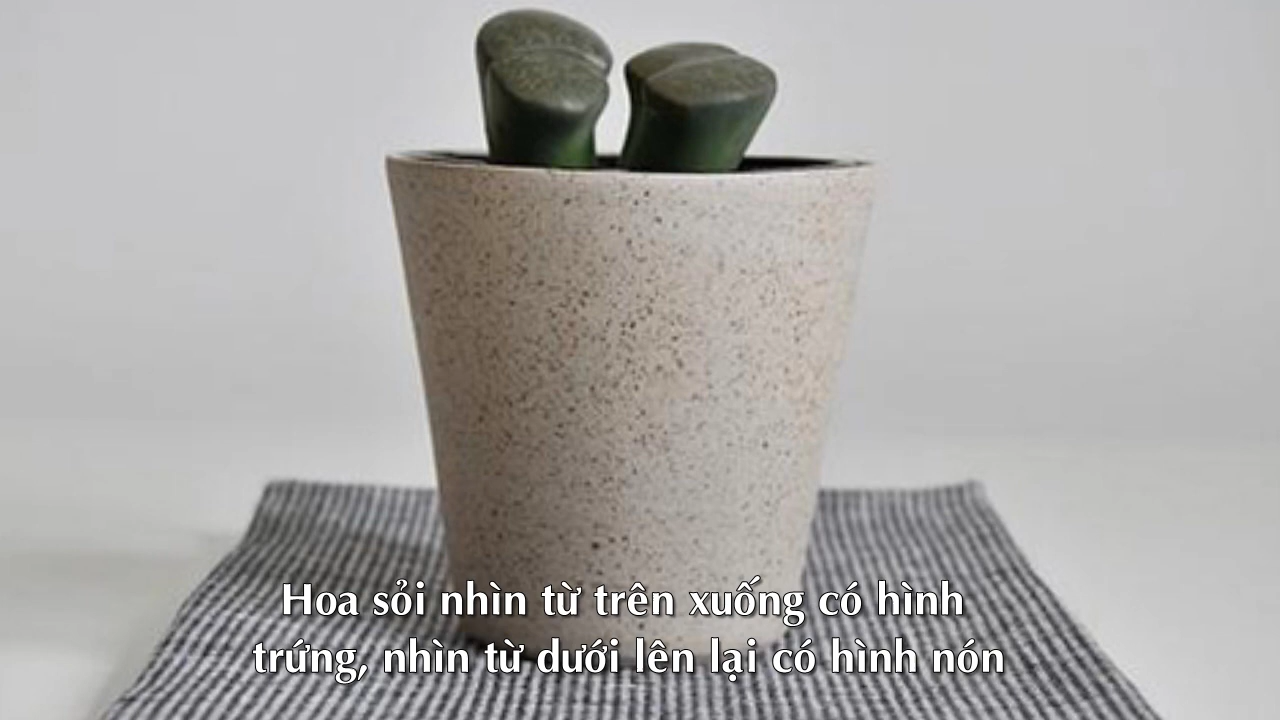 Hoa sỏi nhìn từ trên xuống có hình
trứng, nhìn từ dưới lên lại có hình nón